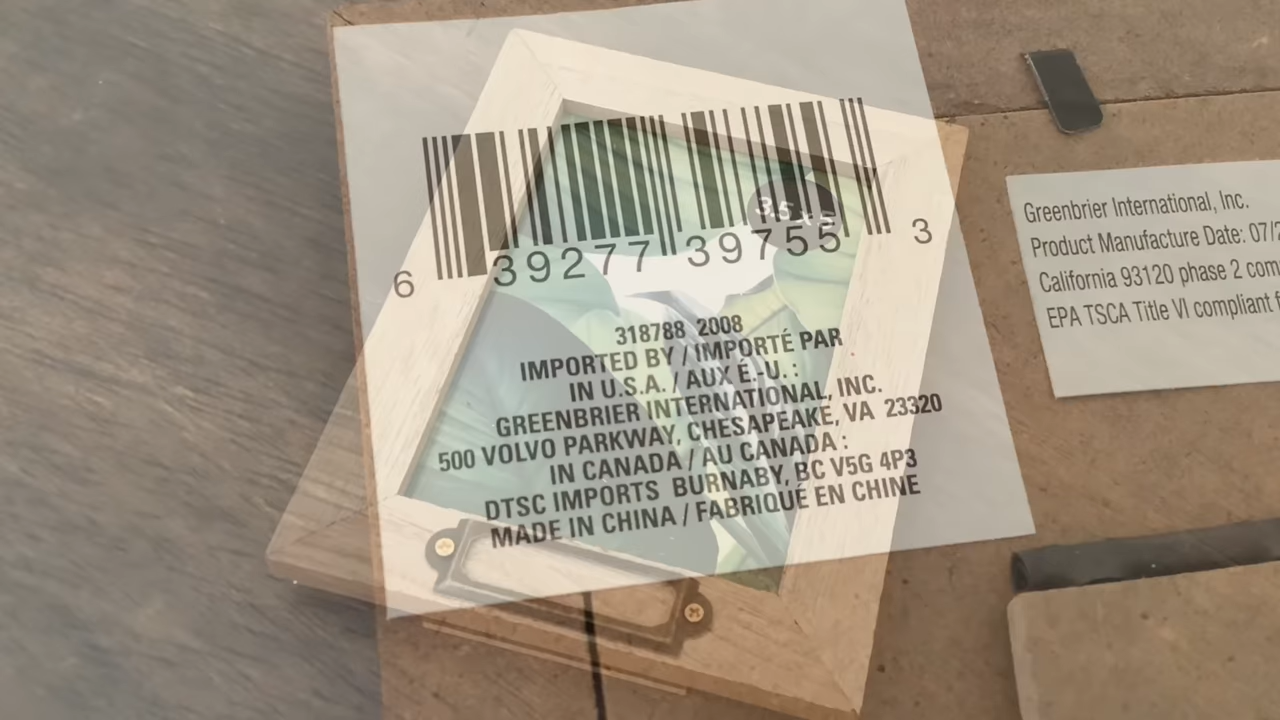 3.5 x 5
6 39277 39755 3
318788 2008
IMPORTED BY / IMPORTÉ PAR
IN U.S.A. / AUX É.-U. :
GREENBRIER INTERNATIONAL, INC.
500 VOLVO PARKWAY, CHESAPEAKE, VA 23320
IN CANADA / AU CANADA :
DTSC IMPORTS BURNABY, BC V5G 4P3
MADE IN CHINA / FABRIQUÉ EN CHINE
Greenbrier International, Inc.
Product Manufacture Date: 07/2
California 93120 phase 2 com
EPA TSCA Title VI compliant f